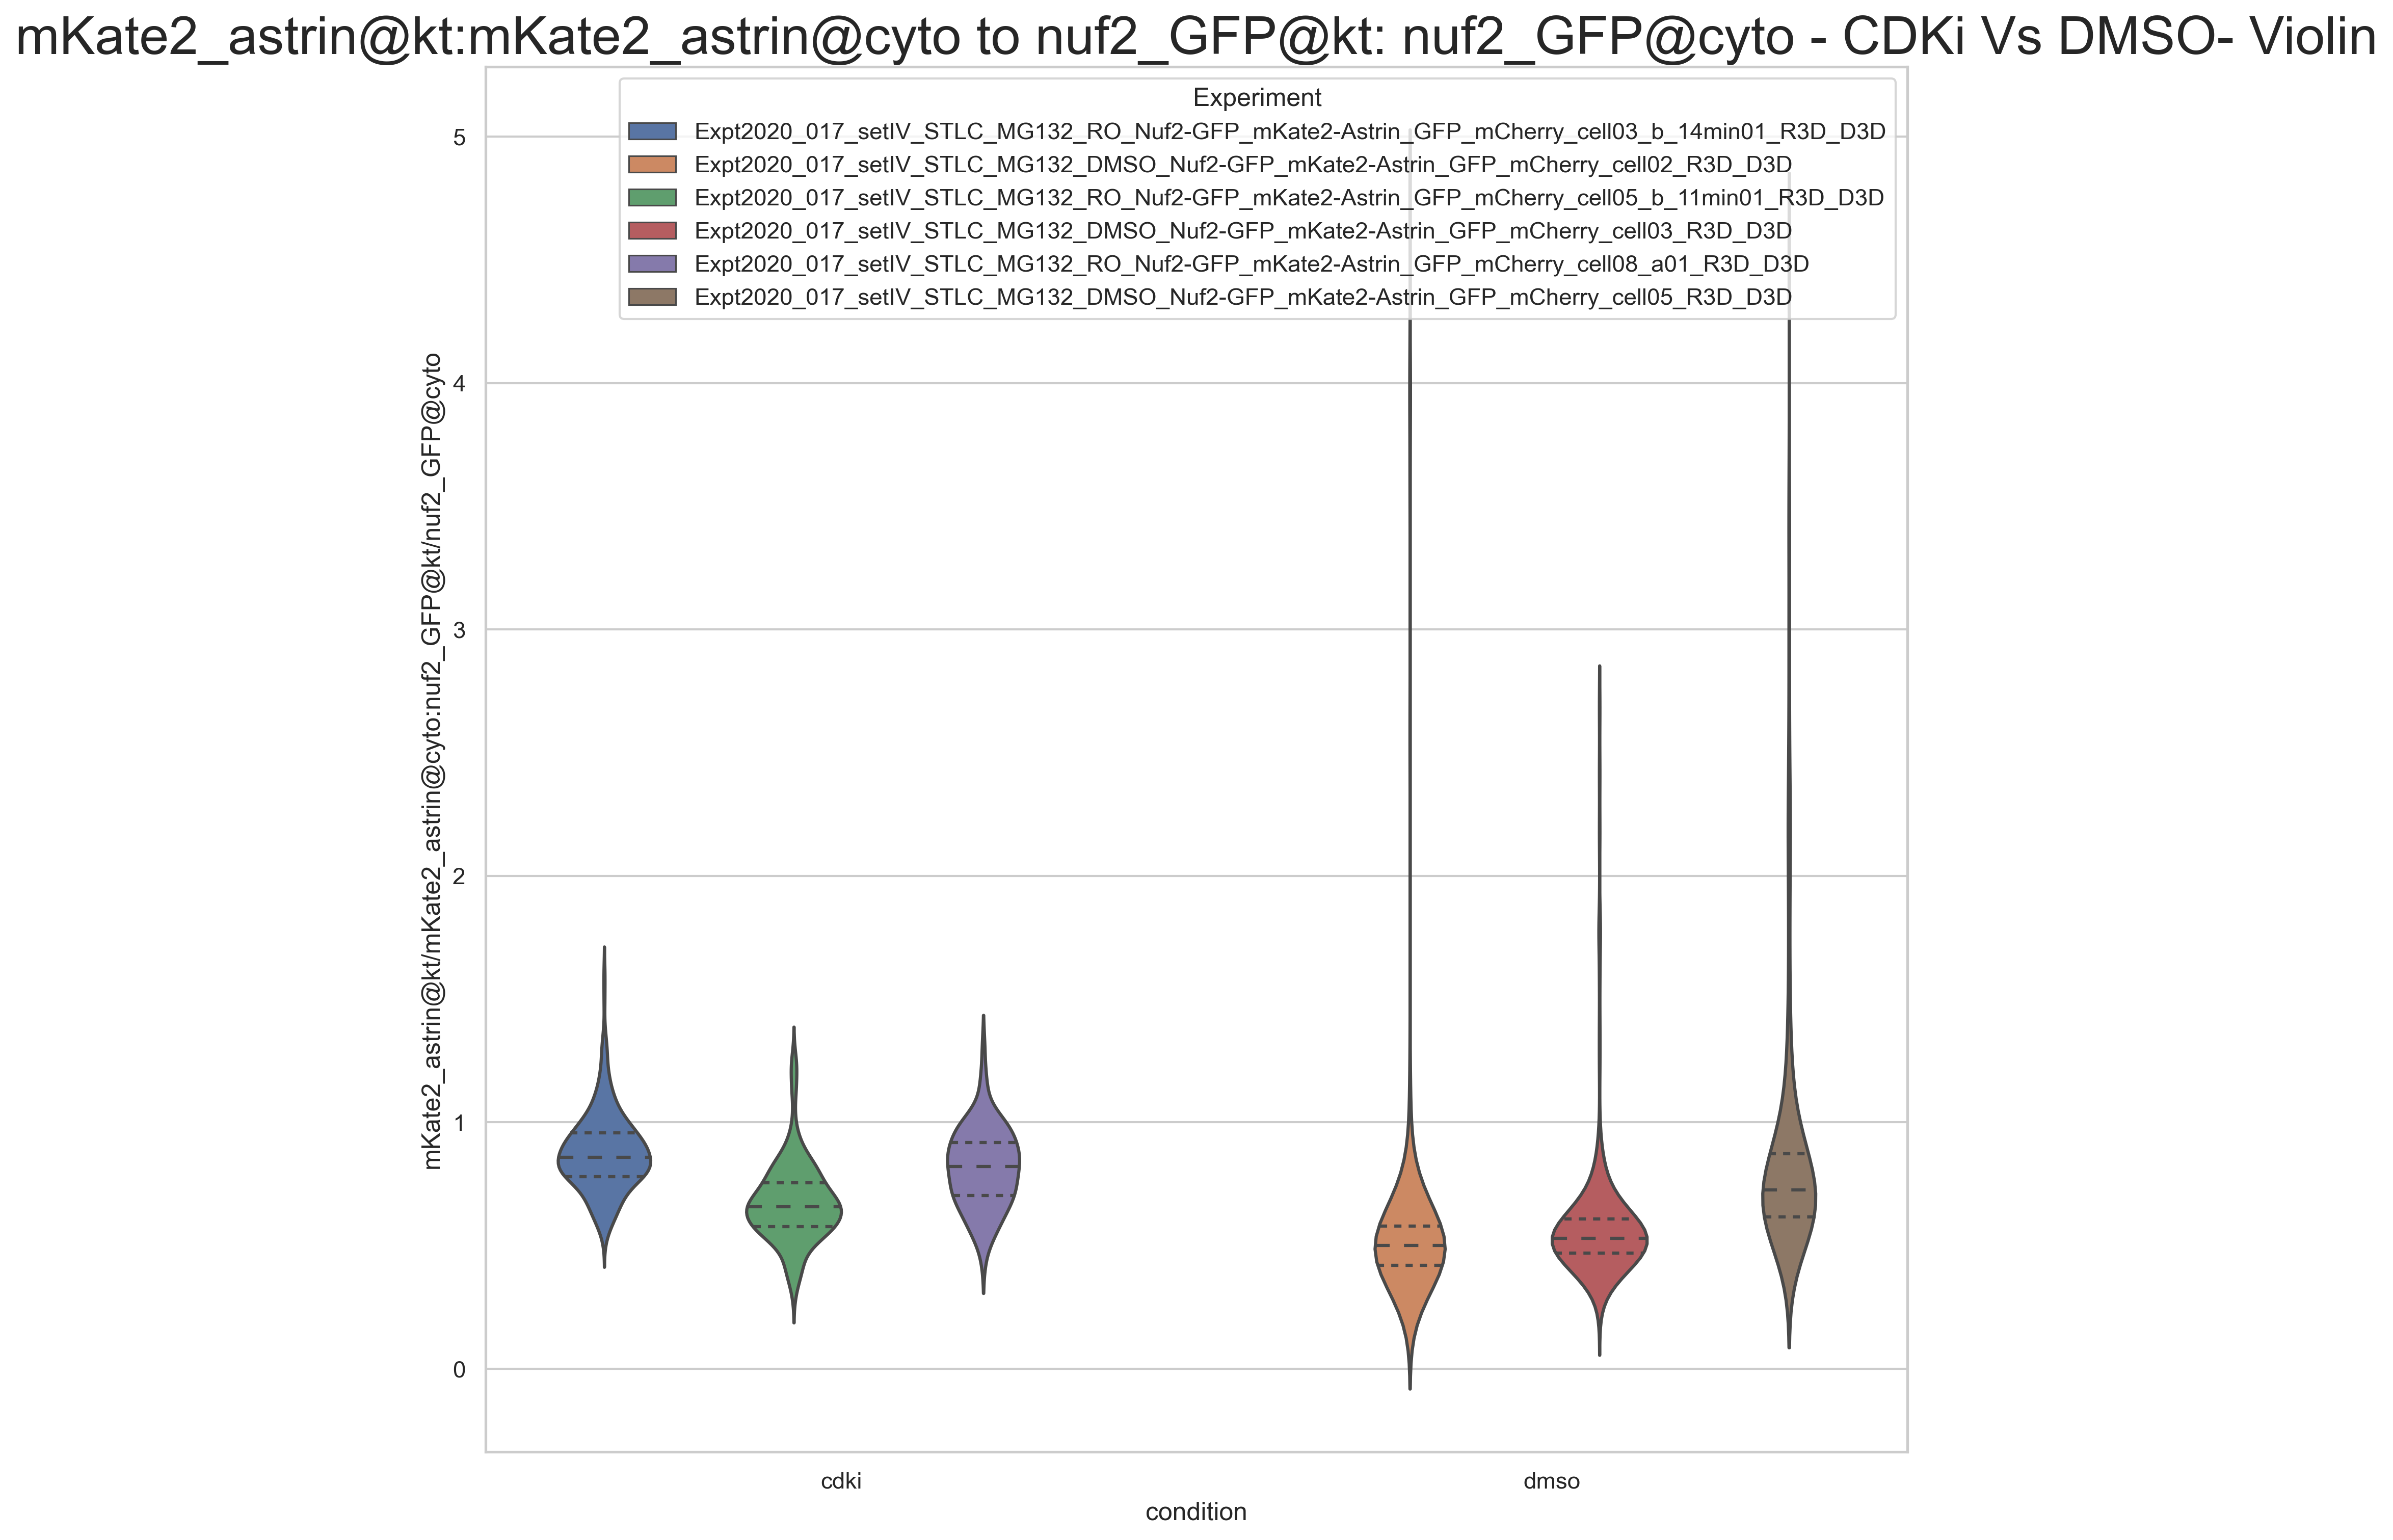 mKate2_astrin@kt:mKate2_astrin@cyto to nuf2_GFP@kt: nuf2_GFP@cyto - CDKi Vs DMSO- Violin
Experiment
Expt2020_017_setIV_STLC_MG132_RO_Nuf2-GFP_mKate2-Astrin_GFP_mCherry_cell03_b_14min01_R3D_D3D
Expt2020_017_setIV_STLC_MG132_DMSO_Nuf2-GFP_mKate2-Astrin_GFP_mCherry_cell02_R3D_D3D
Expt2020_017_setIV_STLC_MG132_RO_Nuf2-GFP_mKate2-Astrin_GFP_mCherry_cell05_b_11min01_R3D_D3D
Expt2020_017_setIV_STLC_MG132_DMSO_Nuf2-GFP_mKate2-Astrin_GFP_mCherry_cell03_R3D_D3D
Expt2020_017_setIV_STLC_MG132_RO_Nuf2-GFP_mKate2-Astrin_GFP_mCherry_cell08_a01_R3D_D3D
Expt2020_017_setIV_STLC_MG132_DMSO_Nuf2-GFP_mKate2-Astrin_GFP_mCherry_cell05_R3D_D3D
mKate2_astrin@kt/mKate2_astrin@cyto:nuf2_GFP@kt/nuf2_GFP@cyto
5
4
3
2
1
0
cdki
dmso
condition